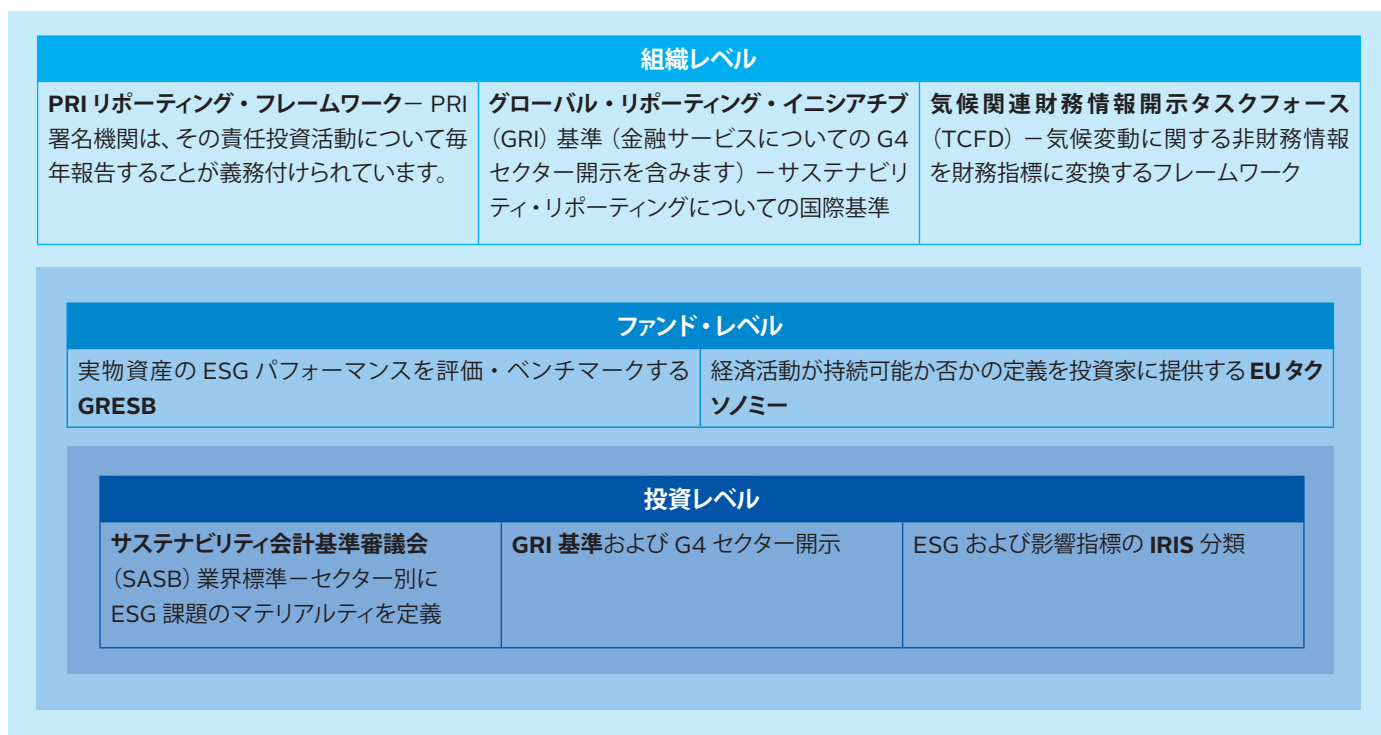 組織レベル
PRI リポーティング・フレームワーク− PRI
署名機関は、その責任投資活動について毎
年報告することが義務付けられています。
グローバル・リポーティング・イニシアチブ
（GRI）基準（金融サービスについての G4
セクター開示を含みます）−サステナビリ
ティ・リポーティングについての国際基準
気候関連財務情報開示タスクフォース
（TCFD）−気候変動に関する非財務情報
を財務指標に変換するフレームワーク
ファンド・レベル
実物資産の ESG パフォーマンスを評価・ベンチマークする
GRESB
経済活動が持続可能か否かの定義を投資家に提供する EU タク
ソノミー
投資レベル
サステナビリティ会計基準審議会
（SASB）業界標準−セクター別に
ESG 課題のマテリアルティを定義
GRI 基準および G4 セクター開示
ESG および影響指標の IRIS 分類